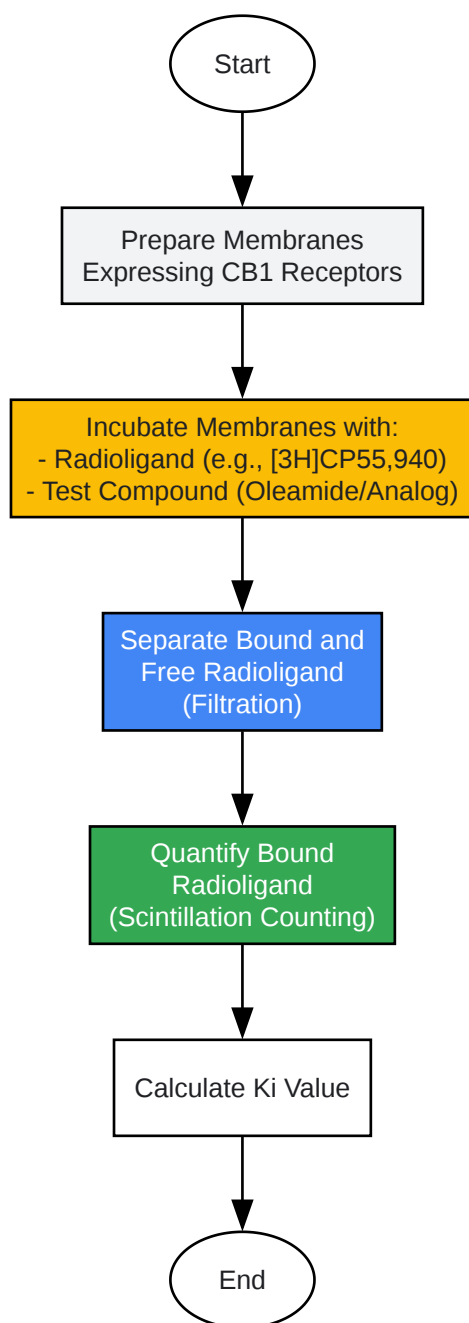 Start
Prepare Membranes
Expressing CB1 Receptors
Incubate Membranes with:
- Radioligand (e.g., [3H]CP55,940)
- Test Compound (Oleamide/Analog)
Separate Bound and
Free Radioligand
(Filtration)
Quantify Bound
Radioligand
(Scintillation Counting)
Calculate Ki Value
End